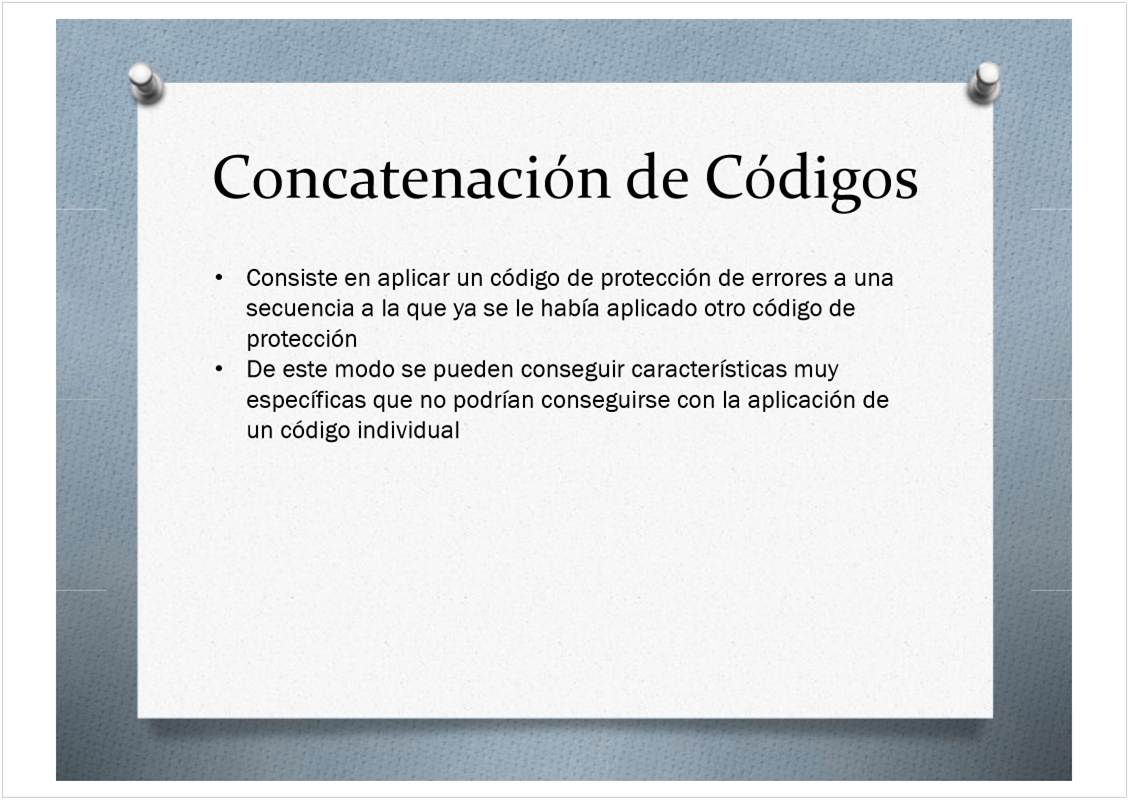 Concatenación de Códigos
• Consiste en aplicar un código de protección de errores a una
secuencia a la que ya se le había aplicado otro código de
protección
• De este modo se pueden conseguir características muy
específicas que no podrían conseguirse con la aplicación de
un código individual